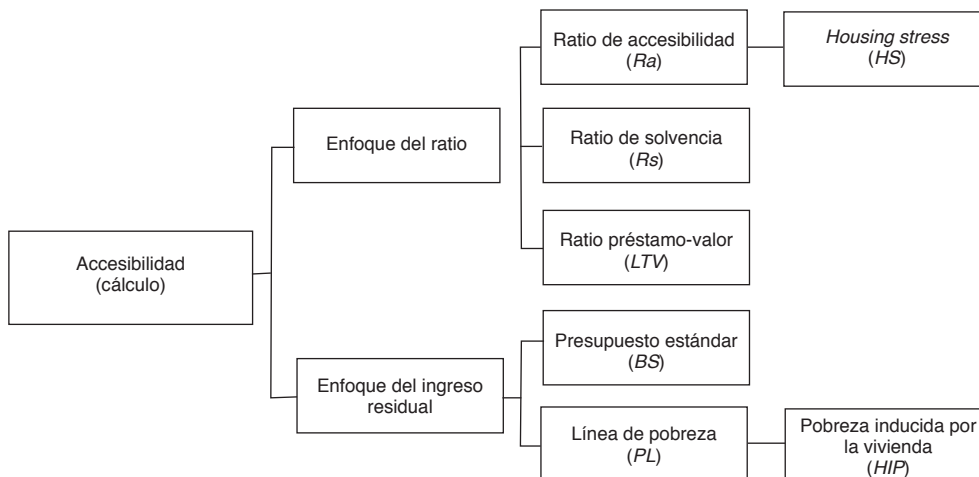 Ratio de accesibilidad
(Ra)
Housing stress
(HS)
Enfoque del ratio
Ratio de solvencia
(Rs)
Ratio préstamo-valor
(LTV)
Accesibilidad
(cálculo)
Presupuesto estándar
(BS)
Enfoque del ingreso
residual
Línea de pobreza
(PL)
Pobreza inducida por
la vivienda
(HIP)